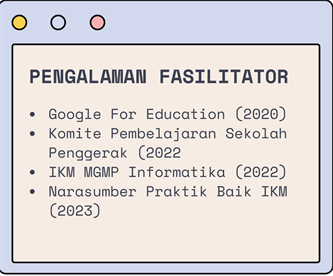 PENGALAMAN FASILITATOR
• Google For Education (2020)
• Komite Pembelajaran Sekolah
Penggerak (2022
• IKM MGMP Informatika (2022)
• Narasumber Praktik Baik IKM
(2023)